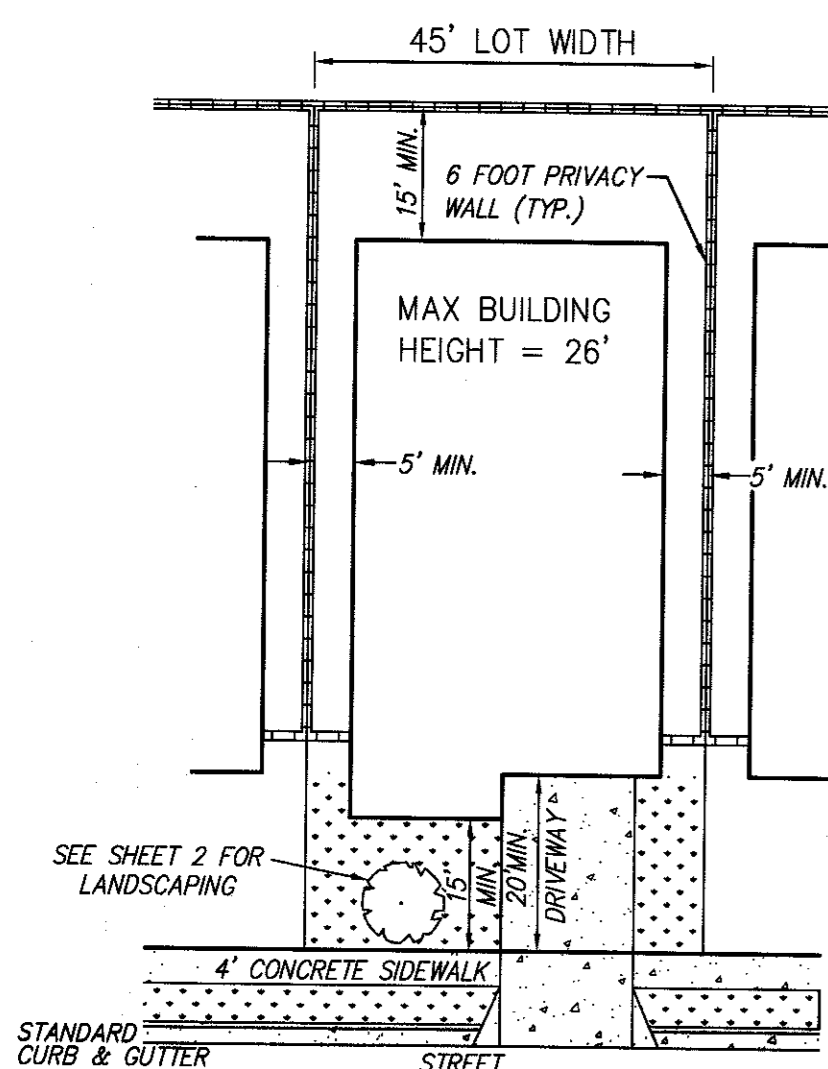 45' LOT WIDTH
15' MIN.
6 FOOT PRIVACY
WALL (TYP.)
MAX BUILDING
HEIGHT = 26'
5' MIN.
5' MIN.
SEE SHEET 2 FOR
LANDSCAPING
15'
MIN.
20'MIN.
DRIVEWAY
4' CONCRETE SIDEWALK
STANDARD
CURB & GUTTER
STREET